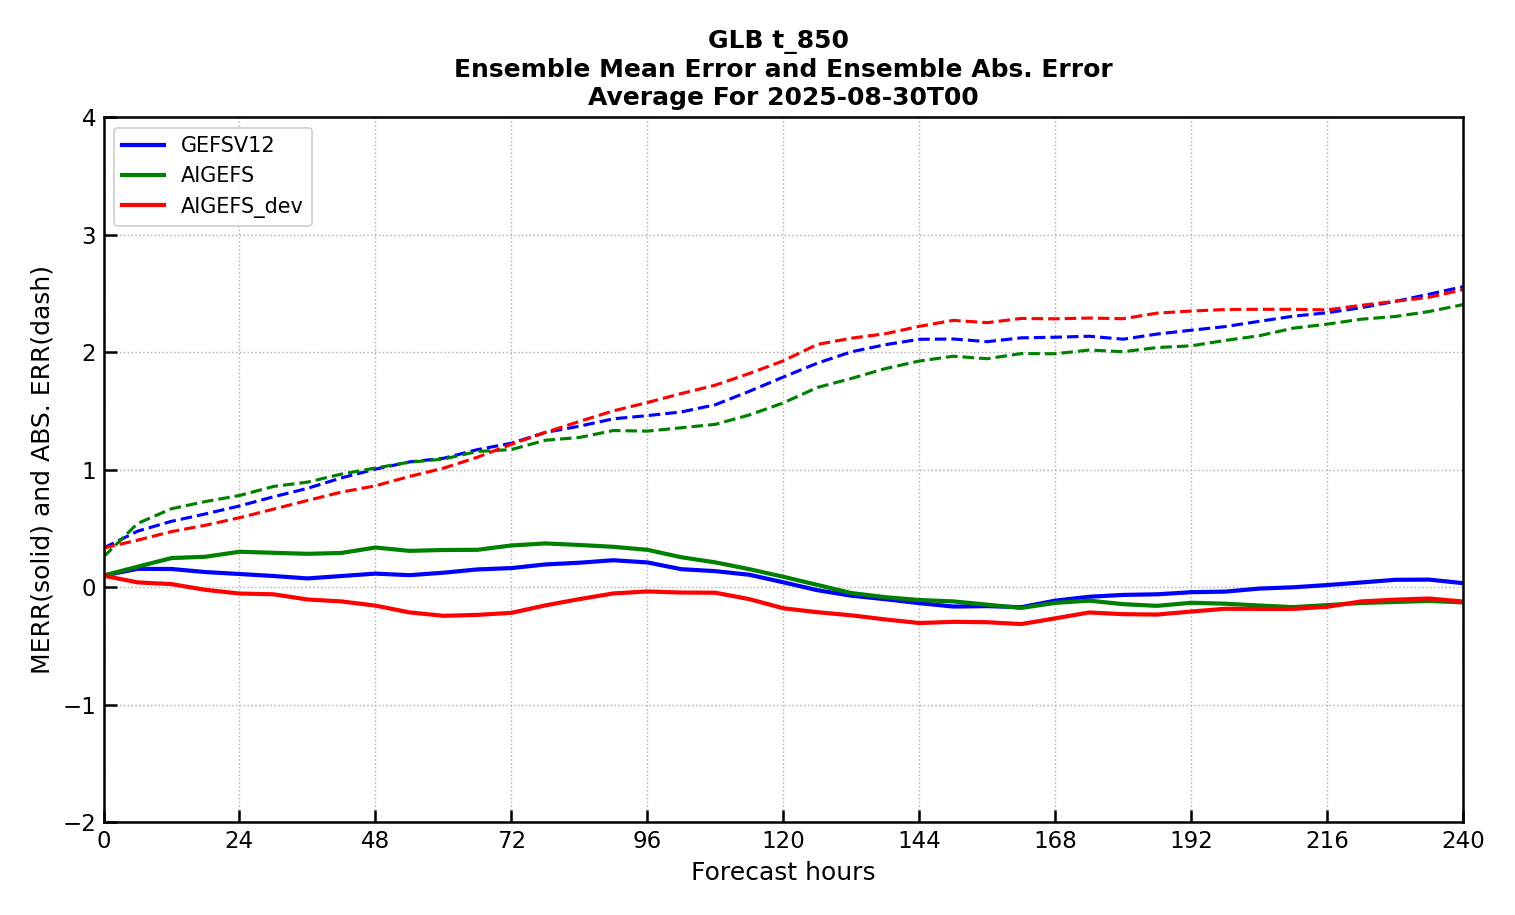 GLB t_850
Ensemble Mean Error and Ensemble Abs. Error
Average For 2025-08-30T00
MERR(solid) and ABS. ERR(dash)
4
3
2
1
0
−1
−2
GEFSV12
AIGEFS
AIGEFS_dev
0 24 48 72 96 120 144 168 192 216 240
Forecast hours